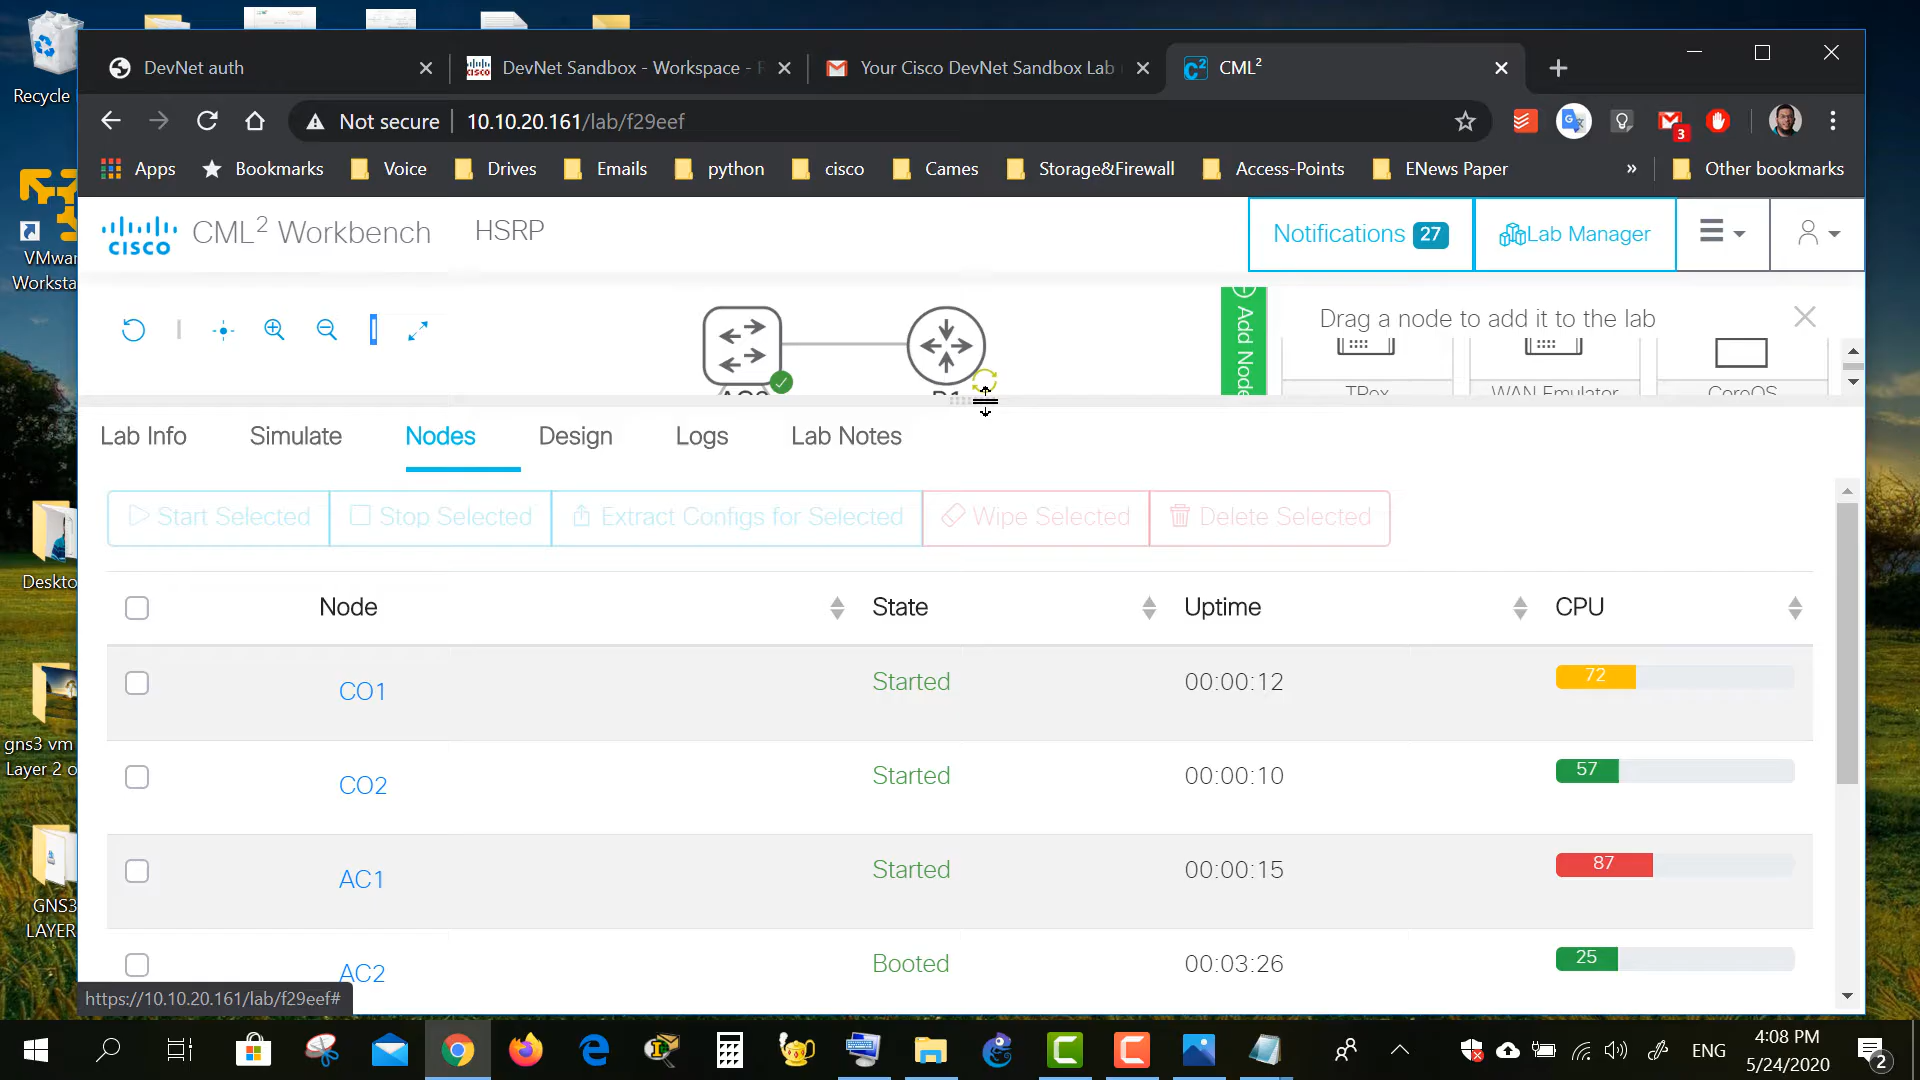 DevNet auth
DevNet Sandbox - Workspace -
Your Cisco DevNet Sandbox Lab
CML²
Recycle
Not secure
10.10.20.161/lab/f29eef
3
Apps
Bookmarks
Voice
Drives
Emails
python
cisco
Cames
Storage&Firewall
Access-Points
ENews Paper
»
Other bookmarks
cisco
CML² Workbench
HSRP
Notifications 27
Lab Manager
VMwar
Worksta
Add Node
Drag a node to add it to the lab
TRex
WAN Emulator
CoreOS
Lab Info
Simulate
Nodes
Design
Logs
Lab Notes
Start Selected
Stop Selected
Extract Configs for Selected
Wipe Selected
Delete Selected
Deskto
Node
State
Uptime
CPU
CO1
Started
00:00:12
72
gns3 vm
Layer 2 o
CO2
Started
00:00:10
57
AC1
Started
00:00:15
87
GNS3
LAYER
AC2
Booted
00:03:26
25
https://10.10.20.161/lab/f29eef#
ENG
4:08 PM
5/24/2020
2